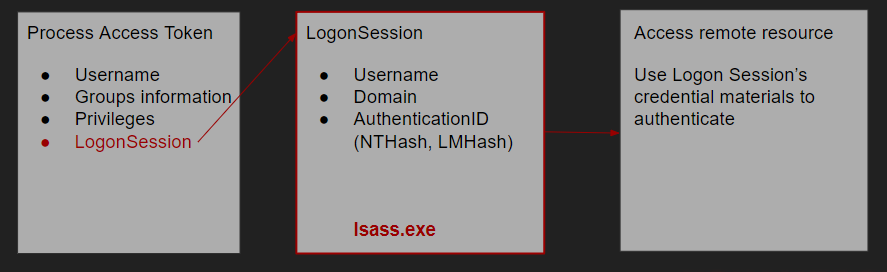 Process Access Token
● Username
● Groups information
● Privileges
● LogonSession
LogonSession
● Username
● Domain
● AuthenticationID
(NTHash, LMHash)
lsass.exe
Access remote resource
Use Logon Session's
credential materials to
authenticate